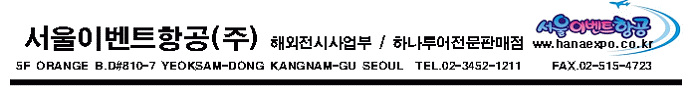 서울이벤트항공
서울이벤트항공(주) 해외전시사업부 / 하나투어전문판매점 www.hanaexpo.co.kr
5F ORANGE B.D#810-7 YEOKSAM-DONG KANGNAM-GU SEOUL TEL.02-3452-1211 FAX.02-515-4723